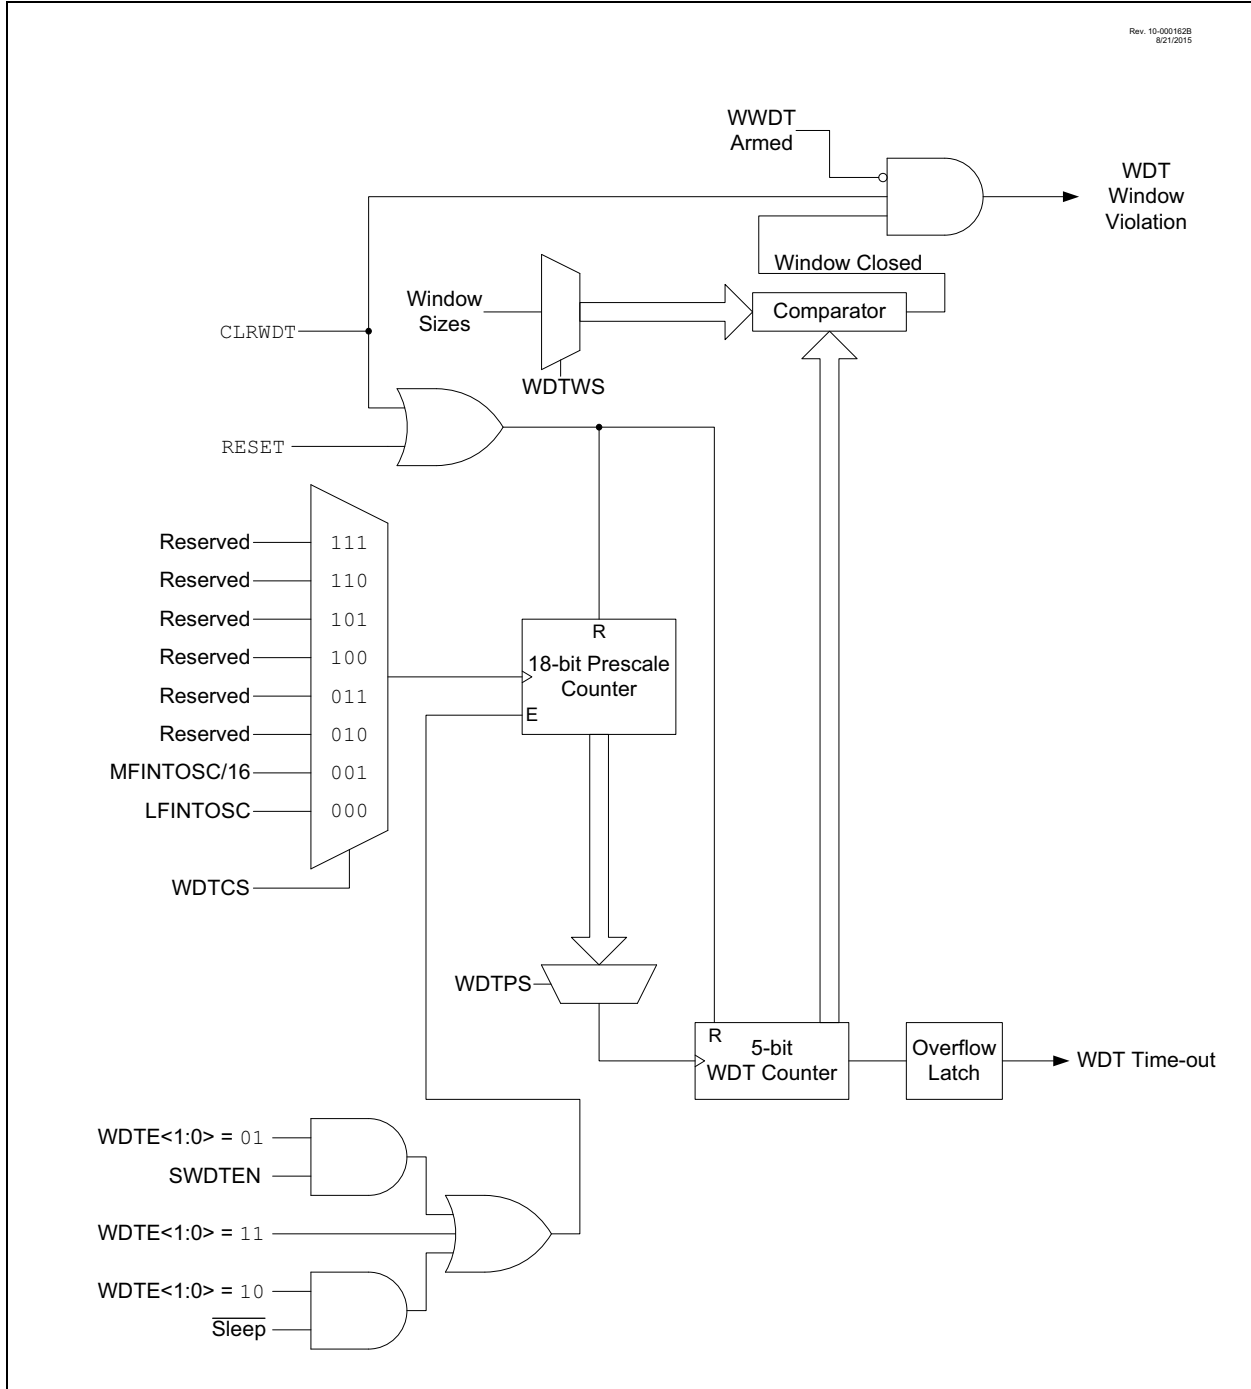 Rev. 10-000162B
8/21/2015
WWDT
Armed
WDT
Window
Violation
Window Closed
Window
Sizes
Comparator
CLRWDT
WDTWS
RESET
Reserved 111
Reserved 110
Reserved 101
Reserved 100
Reserved 011
Reserved 010
MFINTOSC/16 001
LFINTOSC 000
WDTCS
R
18-bit Prescale
Counter
E
WDTPS
R
5-bit
WDT Counter
Overflow
Latch
WDT Time-out
WDTE<1:0> = 01
SWDTEN
WDTE<1:0> = 11
WDTE<1:0> = 10
Sleep